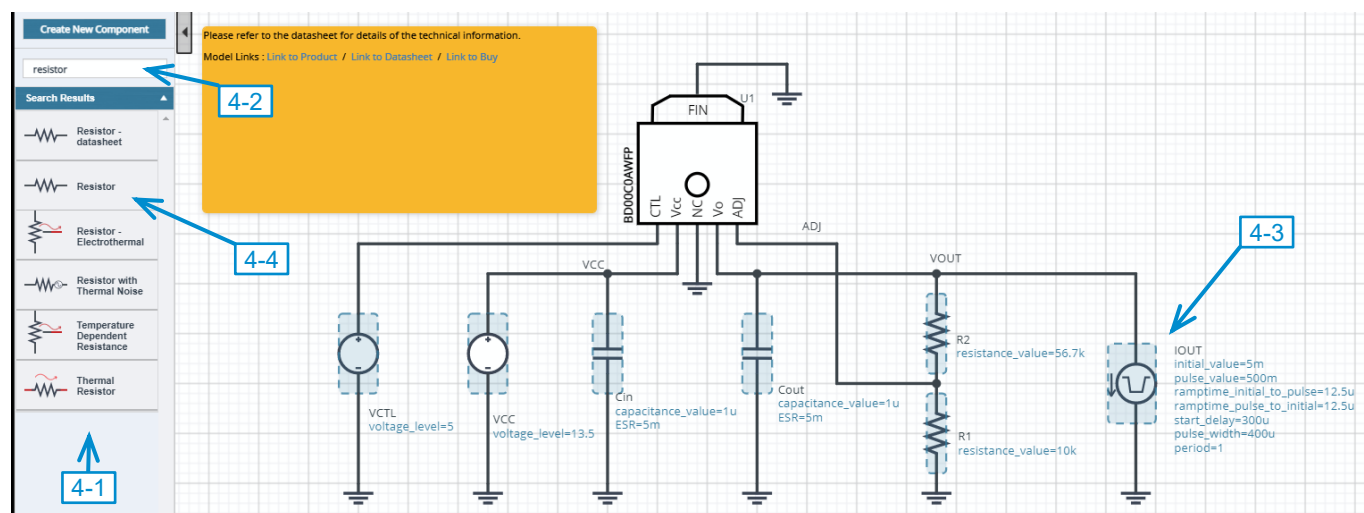 Create New Component
resistor
Search Results
Resistor -
datasheet
Resistor
Resistor -
Electrothermal
Resistor with
Thermal Noise
Temperature
Dependent
Resistance
Thermal
Resistor
4-1
4-2
4-4
4-3
Please refer to the datasheet for details of the technical information.
Model Links : Link to Product / Link to Datasheet / Link to Buy
U1
FIN
BD00C0AWFP
CTL
Vcc
NC
Vo
ADJ
ADJ
VCC
VOUT
VCTL
voltage_level=5
VCC
voltage_level=13.5
Cin
capacitance_value=1u
ESR=5m
Cout
capacitance_value=1u
ESR=5m
R2
resistance_value=56.7k
R1
resistance_value=10k
IOUT
initial_value=5m
pulse_value=500m
ramptime_initial_to_pulse=12.5u
ramptime_pulse_to_initial=12.5u
start_delay=300u
pulse_width=400u
period=1